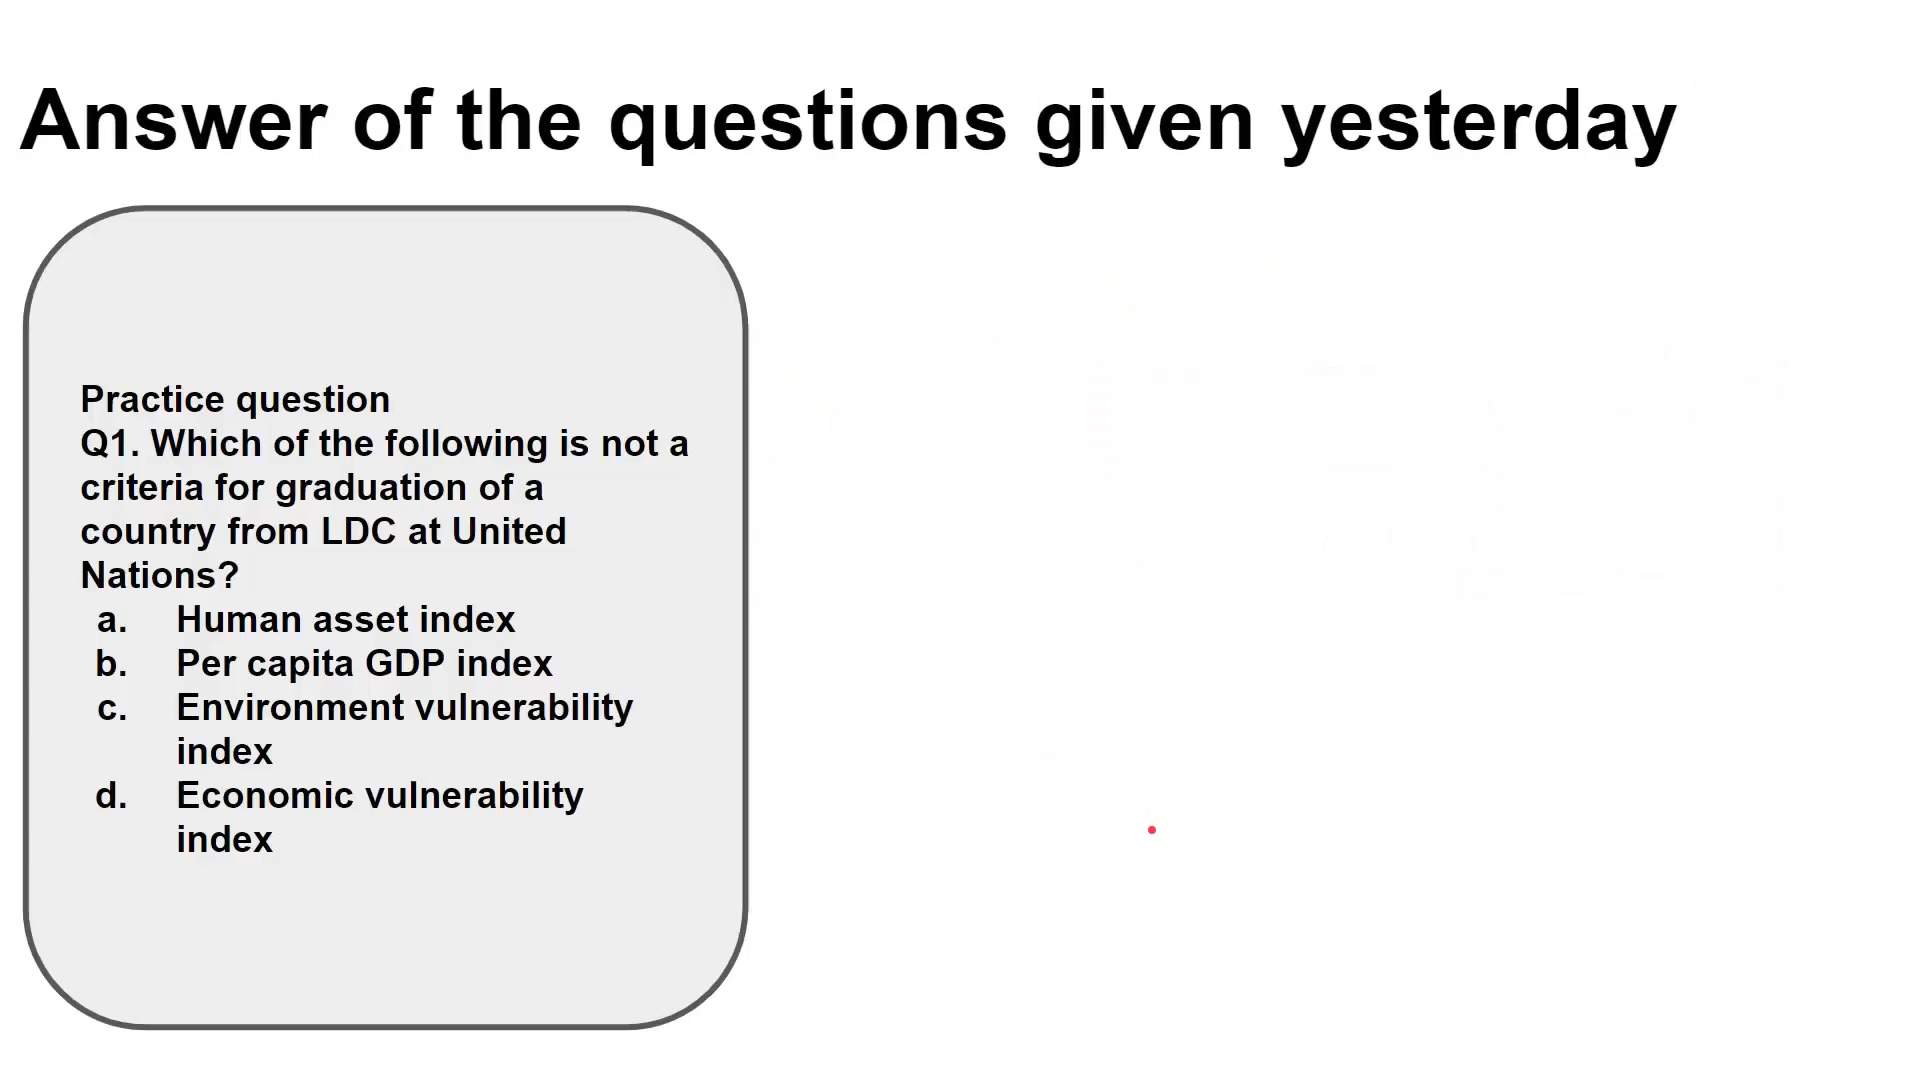 Answer of the questions given yesterday
Practice question
Q1. Which of the following is not a
criteria for graduation of a
country from LDC at United
Nations?
a. Human asset index
b. Per capita GDP index
c. Environment vulnerability
index
d. Economic vulnerability
index